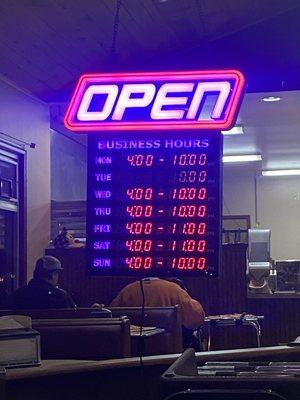 OPEN
BUSINESS HOURS
MON 4:00 - 10:00
TUE
WED 4:00 - 10:00
THU 4:00 - 11:00
FRI 4:00 - 11:00
SAT 4:00 - 11:00
SUN 4:00 - 10:00